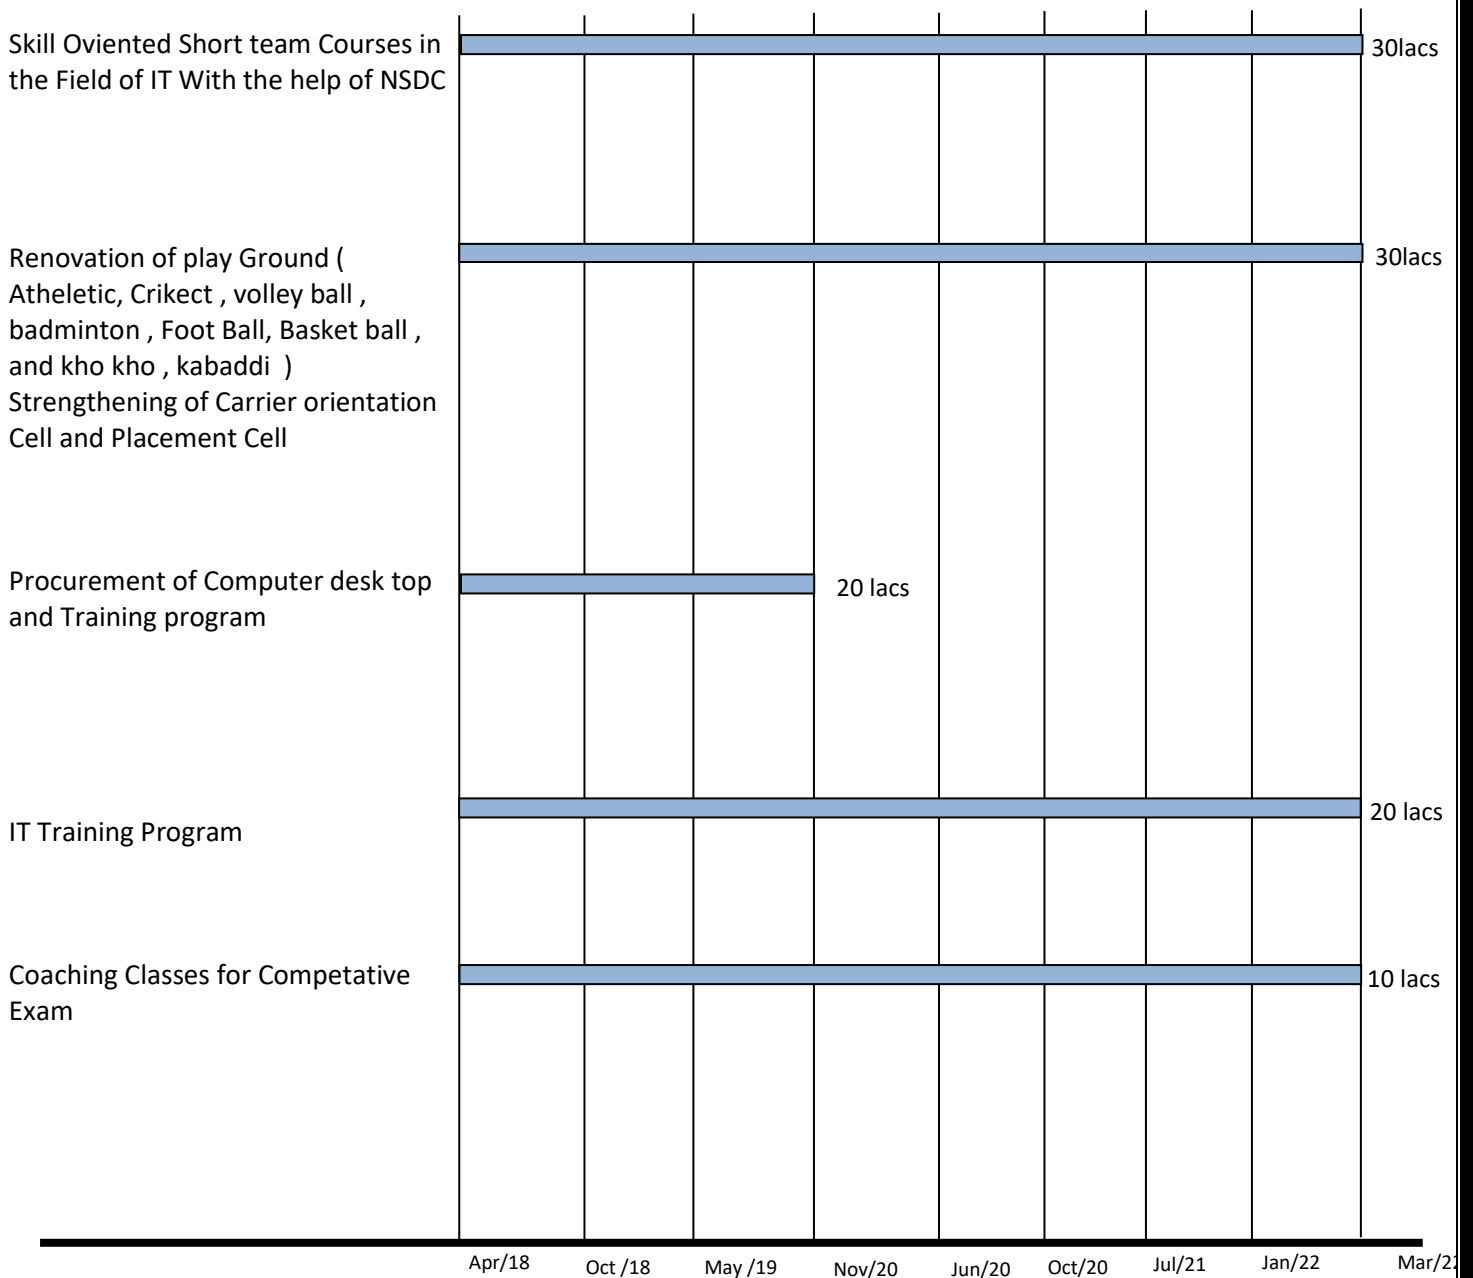 Skill Oviented Short team Courses in
the Field of IT With the help of NSDC
30lacs
Renovation of play Ground (
Atheletic, Crikect , volley ball ,
badminton , Foot Ball, Basket ball ,
and kho kho , kabaddi )
Strengthening of Carrier orientation
Cell and Placement Cell
30lacs
Procurement of Computer desk top
and Training program
20 lacs
IT Training Program
20 lacs
Coaching Classes for Competative
Exam
10 lacs
Apr/18 Oct /18 May /19 Nov/20 Jun/20 Oct/20 Jul/21 Jan/22